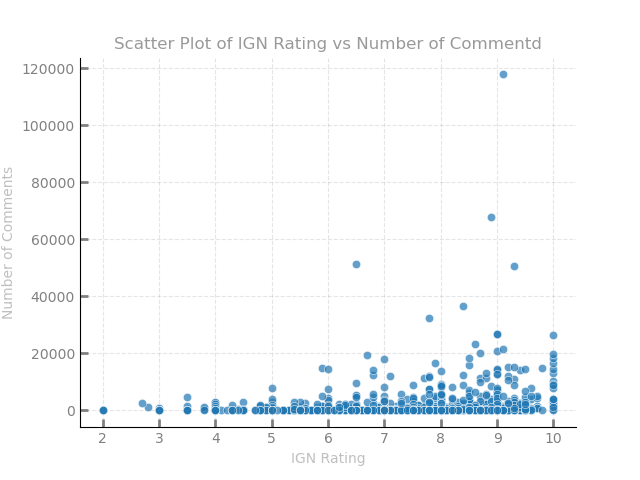 Scatter Plot of IGN Rating vs Number of Commentd
120000
100000
80000
60000
40000
20000
0
Number of Comments
2 3 4 5 6 7 8 9 10
IGN Rating